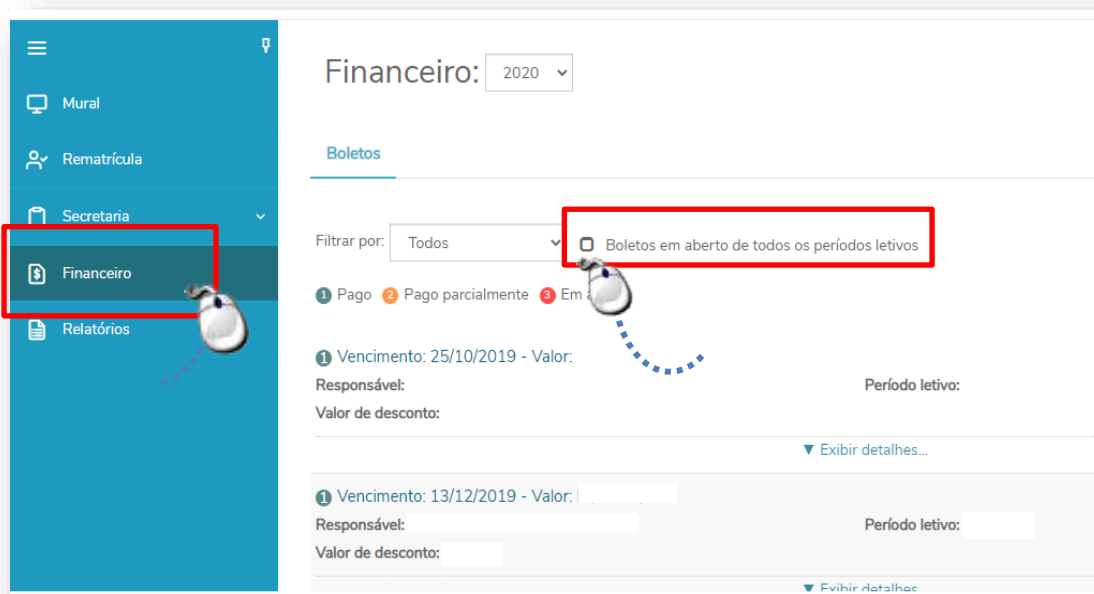 Mural
Rematrícula
Secretaria
Financeiro
Relatórios
Financeiro: 2020
Boletos
Filtrar por: Todos Boletos em aberto de todos os períodos letivos
1 Pago 2 Pago parcialmente 3 Em
1 Vencimento: 25/10/2019 - Valor:
Responsável: Período letivo:
Valor de desconto:
▼ Exibir detalhes...
1 Vencimento: 13/12/2019 - Valor:
Responsável: Período letivo:
Valor de desconto:
▼ Exibir detalhes